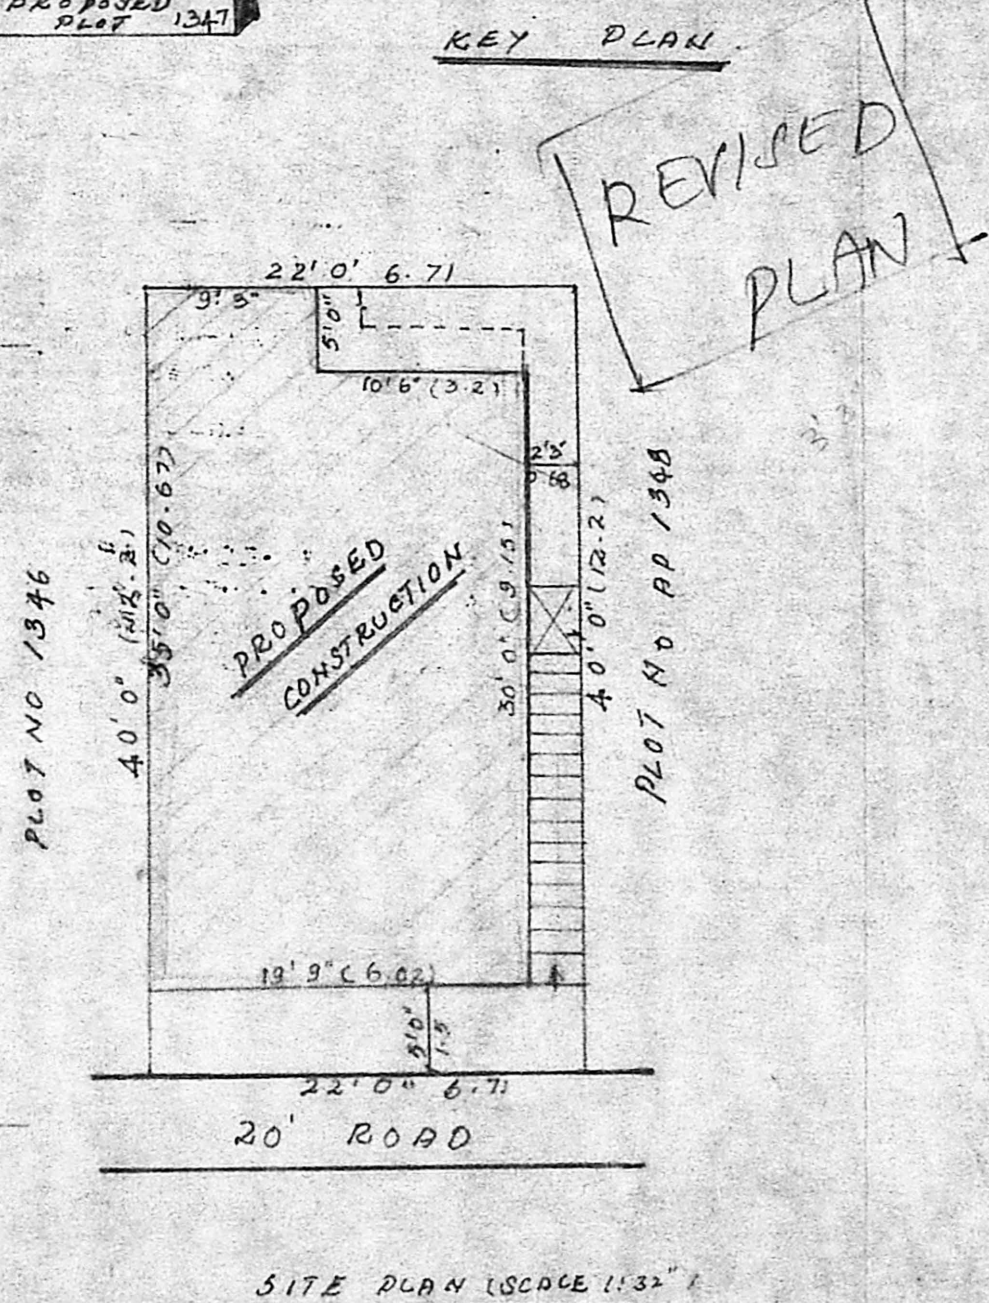 PROPOSED
PLOT 1347
KEY PLAN
REVISED
PLAN
22'0' 6.71
9'3"
5'0"
10'6" (3.2)
2'3"
35'0" (10.67)
40'0"
PLOT NO 1346
PROPOSED
CONSTRUCTION
30'0" (9.15)
40'0" (12.2)
PLOT NO AP 1348
19'9" (6.02)
5'0"
1.5
22'0" 6.71
20' ROAD
SITE PLAN (SCALE 1:32")